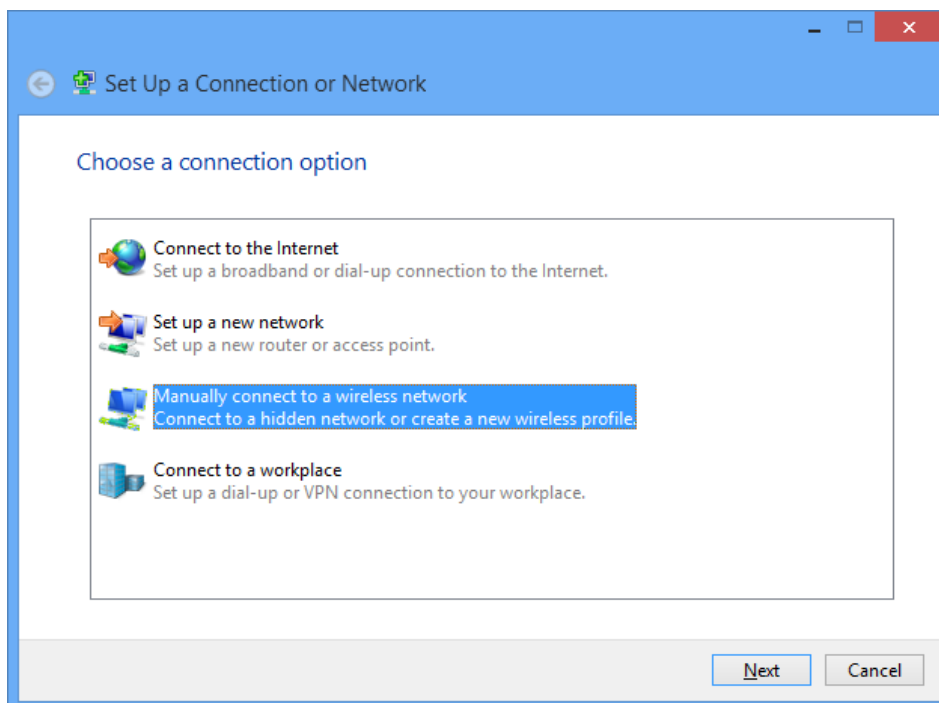 Set Up a Connection or Network
Choose a connection option
Connect to the Internet
Set up a broadband or dial-up connection to the Internet.
Set up a new network
Set up a new router or access point.
Manually connect to a wireless network
Connect to a hidden network or create a new wireless profile.
Connect to a workplace
Set up a dial-up or VPN connection to your workplace.
Next
Cancel